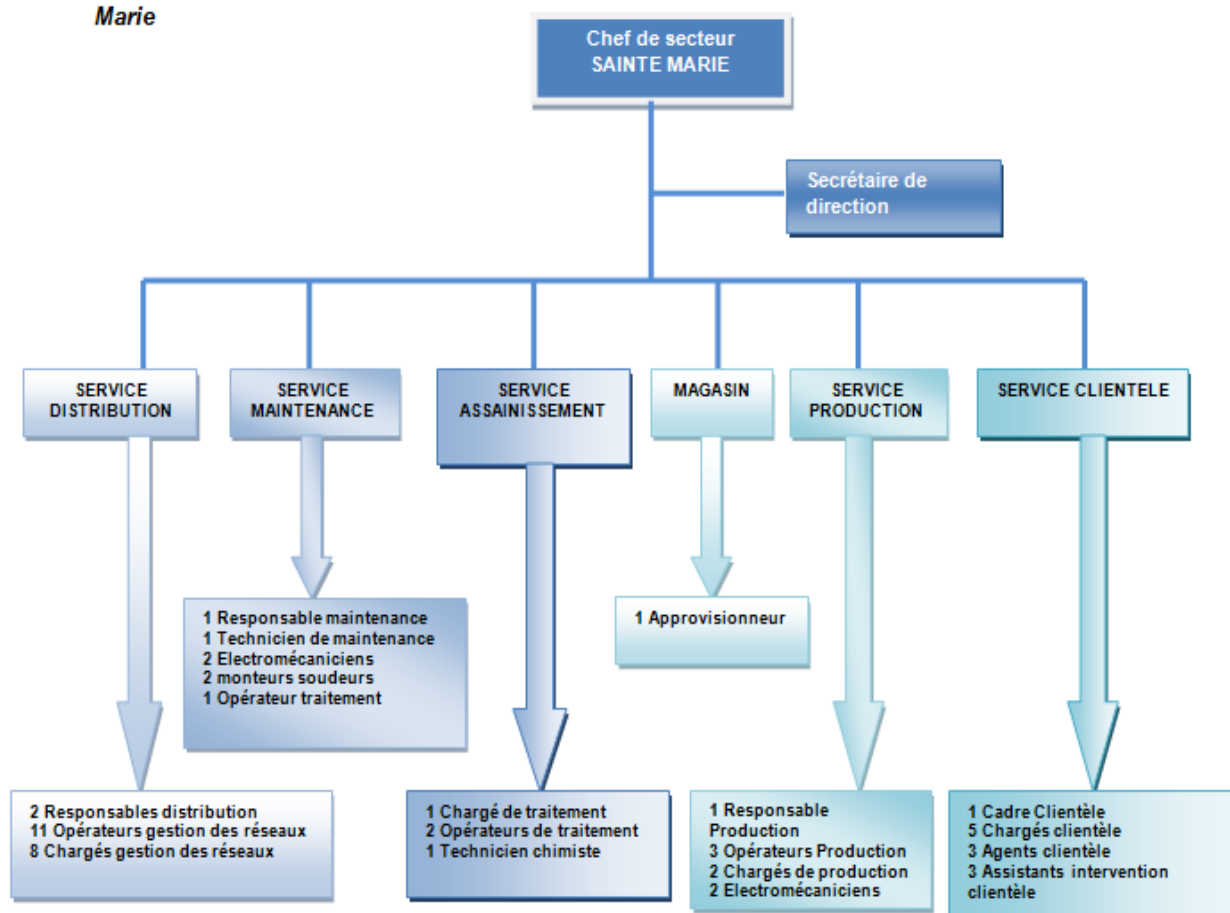 Marie
Chef de secteur
SAINTE MARIE
Secrétaire de
direction
SERVICE
DISTRIBUTION
SERVICE
MAINTENANCE
SERVICE
ASSAINISSEMENT
MAGASIN
SERVICE
PRODUCTION
SERVICE CLIENTELE
1 Responsable maintenance
1 Technicien de maintenance
2 Electromécaniciens
2 monteurs soudeurs
1 Opérateur traitement
1 Approvisionneur
2 Responsables distribution
11 Opérateurs gestion des réseaux
8 Chargés gestion des réseaux
1 Chargé de traitement
2 Opérateurs de traitement
1 Technicien chimiste
1 Responsable
Production
3 Opérateurs Production
2 Chargés de production
2 Electromécaniciens
1 Cadre Clientèle
5 Chargés clientèle
3 Agents clientèle
3 Assistants intervention
clientèle